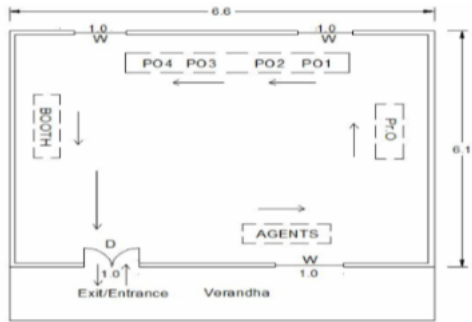 6.6
1.0 1.0
W W
PO4 PO3 PO2 PO1
BOOTH
Pr.O
6.1
AGENTS
D
W
1.0 1.0
Exit/Entrance Verandha